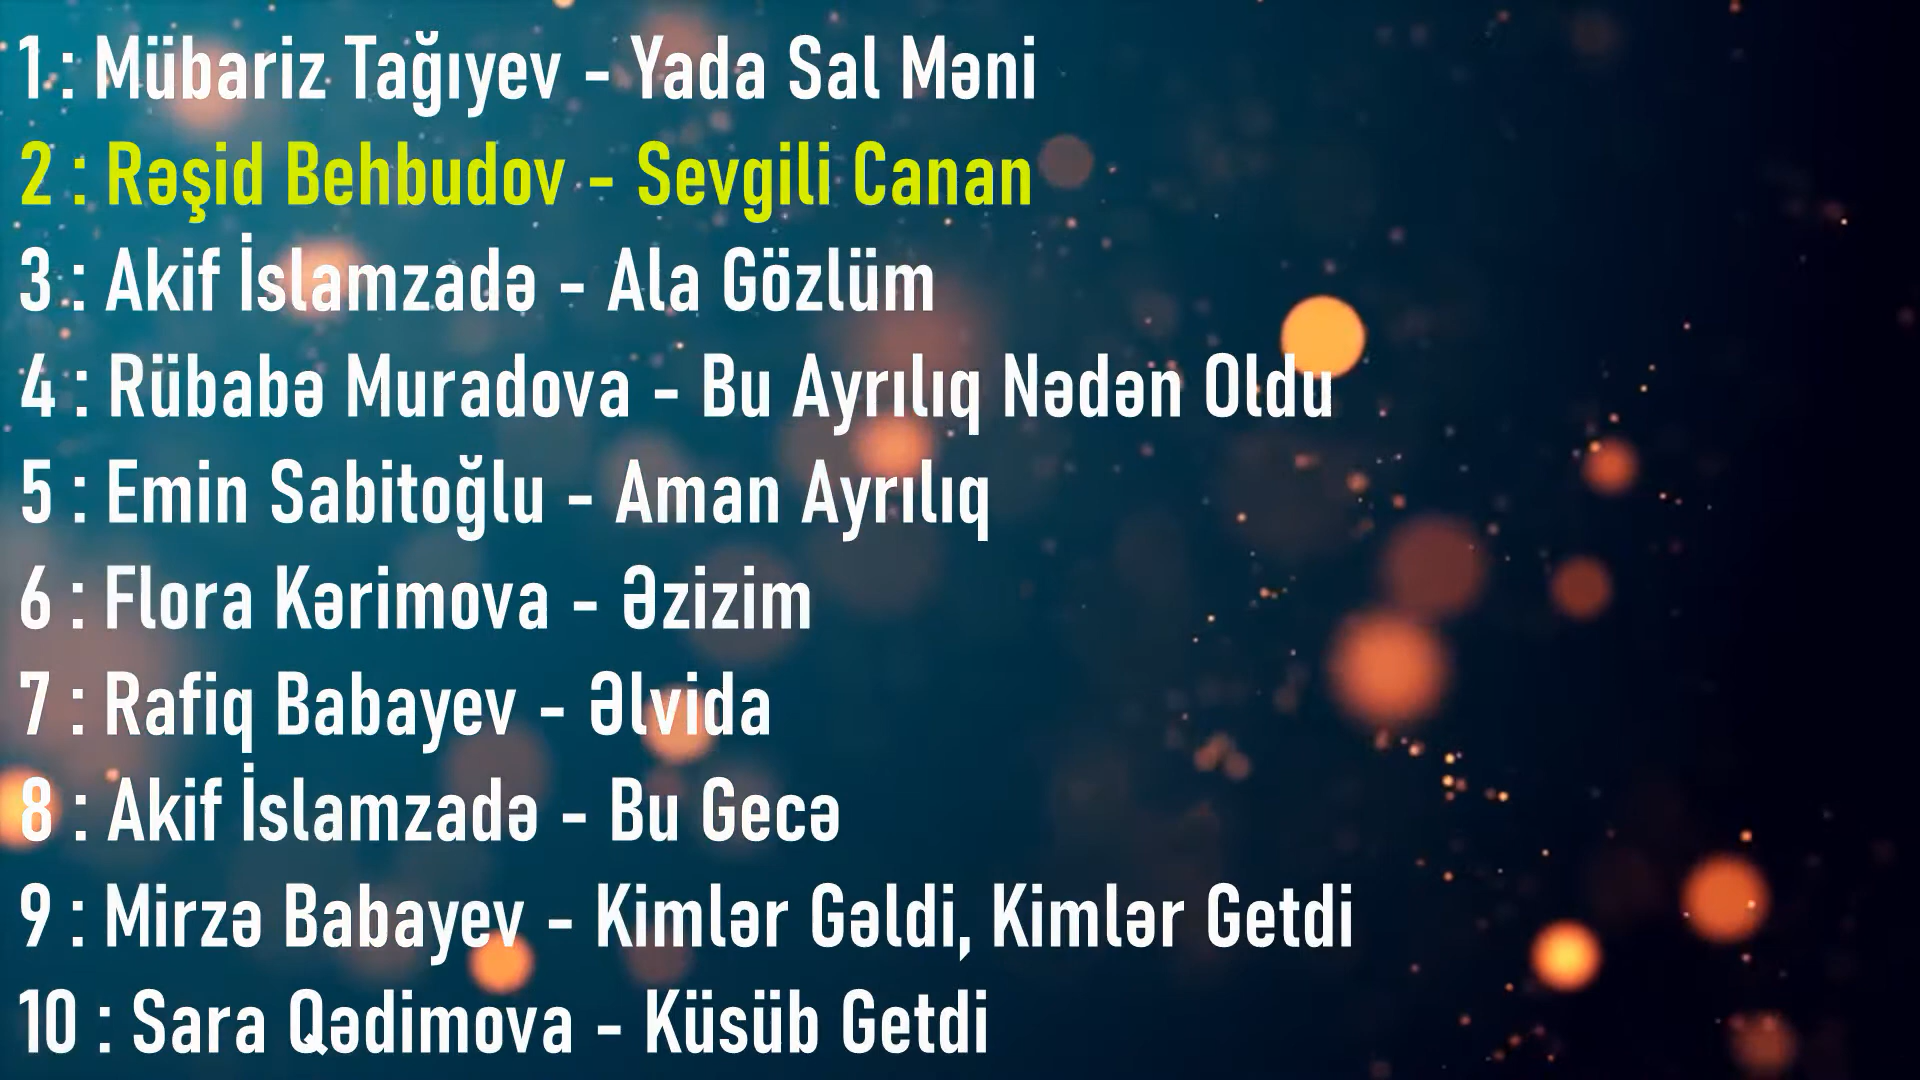 1 : Mübariz Tağıyev - Yada Sal Məni
2 : Rəşid Behbudov - Sevgili Canan
3 : Akif İslamzadə - Ala Gözlüm
4 : Rübabə Muradova - Bu Ayrılıq Nədən Oldu
5 : Emin Sabitoğlu - Aman Ayrılıq
6 : Flora Kərimova - Əzizim
7 : Rafiq Babayev - Əlvida
8 : Akif İslamzadə - Bu Gecə
9 : Mirzə Babayev - Kimlər Gəldi, Kimlər Getdi
10 : Sara Qədimova - Küsüb Getdi